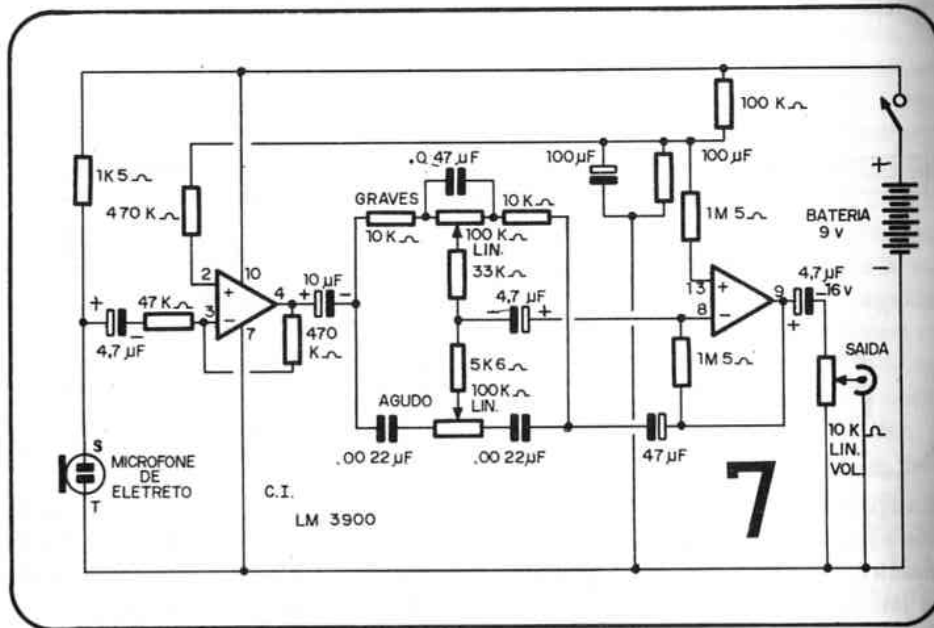 100 K Ω
.0 47 µF
100 µF
100 µF
1K5 Ω
470 K Ω
GRAVES
10K Ω
10 K Ω
100 K Ω
LIN.
1M 5 Ω
BATERIA
9 V
+
-
33K Ω
2
10
+
4
10 µF
+
-
47 K Ω
3
-
7
+
4,7 µF
-
470
K Ω
4,7 µF
-
+
13
+
9
8
-
4,7 µF
-16 v
+
5K6 Ω
1M 5 Ω
SAIDA
AGUDO
100K Ω
LIN.
.00 22 µF
.00 22 µF
47 µF
10 K Ω
LIN.
VOL.
S
MICROFONE
DE
ELETRETO
T
C.I.
LM 3900
7